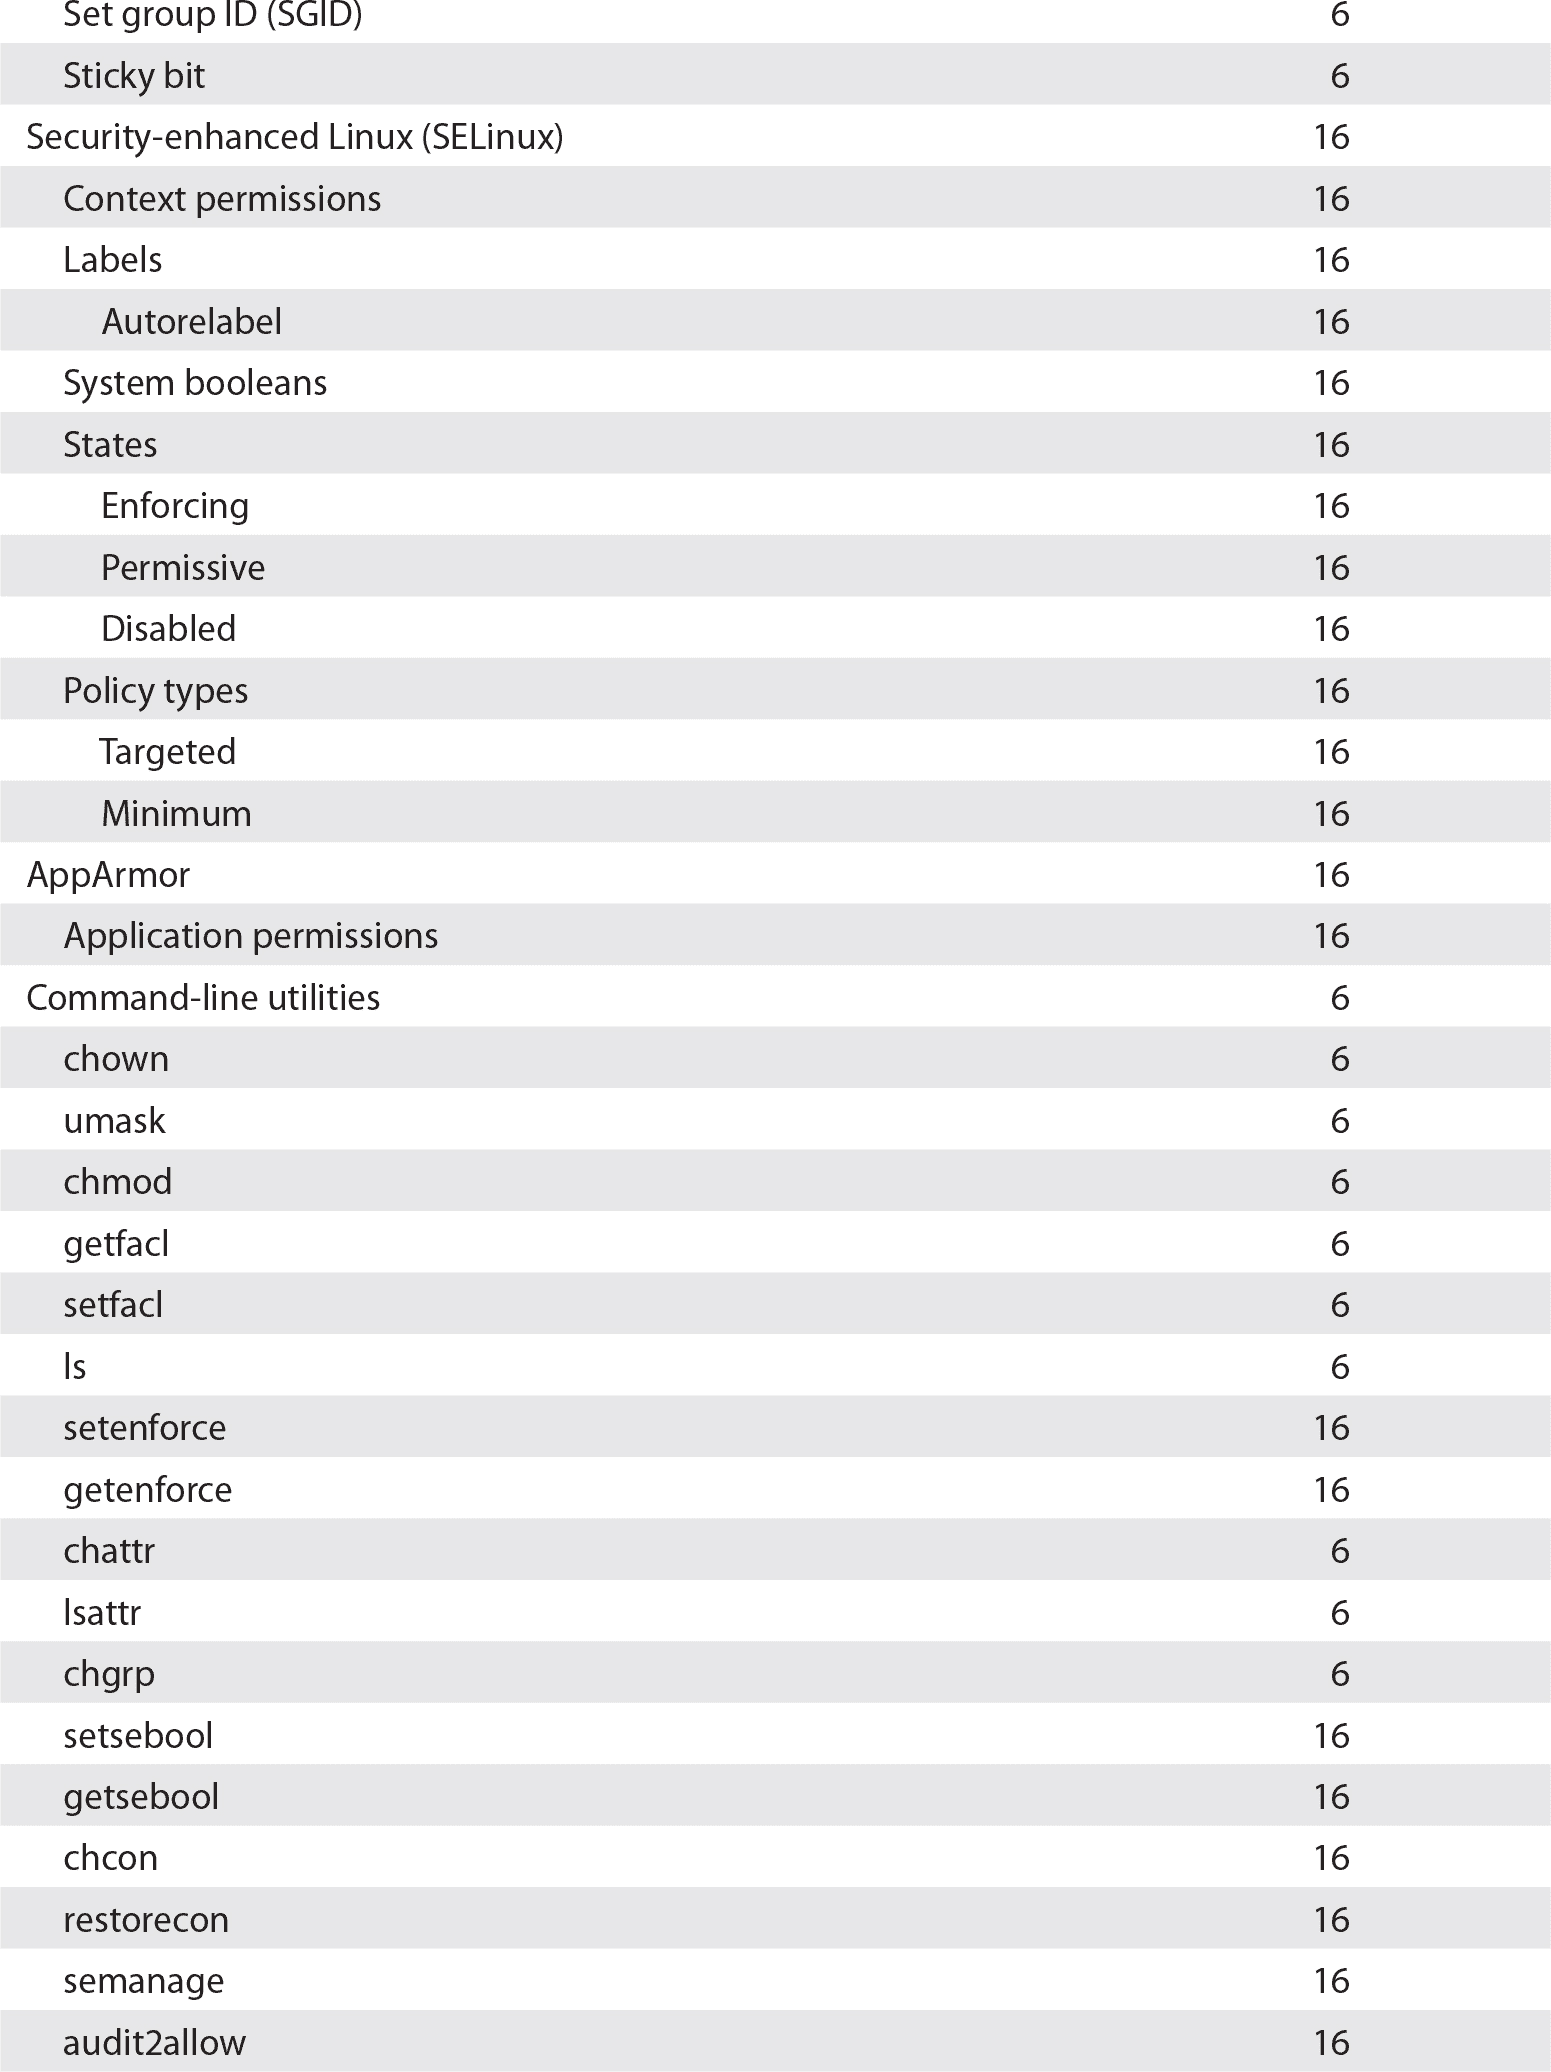 Set group ID (SGID) 6
Sticky bit 6
Security-enhanced Linux (SELinux) 16
Context permissions 16
Labels 16
Autorelabel 16
System booleans 16
States 16
Enforcing 16
Permissive 16
Disabled 16
Policy types 16
Targeted 16
Minimum 16
AppArmor 16
Application permissions 16
Command-line utilities 6
chown 6
umask 6
chmod 6
getfacl 6
setfacl 6
ls 6
setenforce 16
getenforce 16
chattr 6
lsattr 6
chgrp 6
setsebool 16
getsebool 16
chcon 16
restorecon 16
semanage 16
audit2allow 16